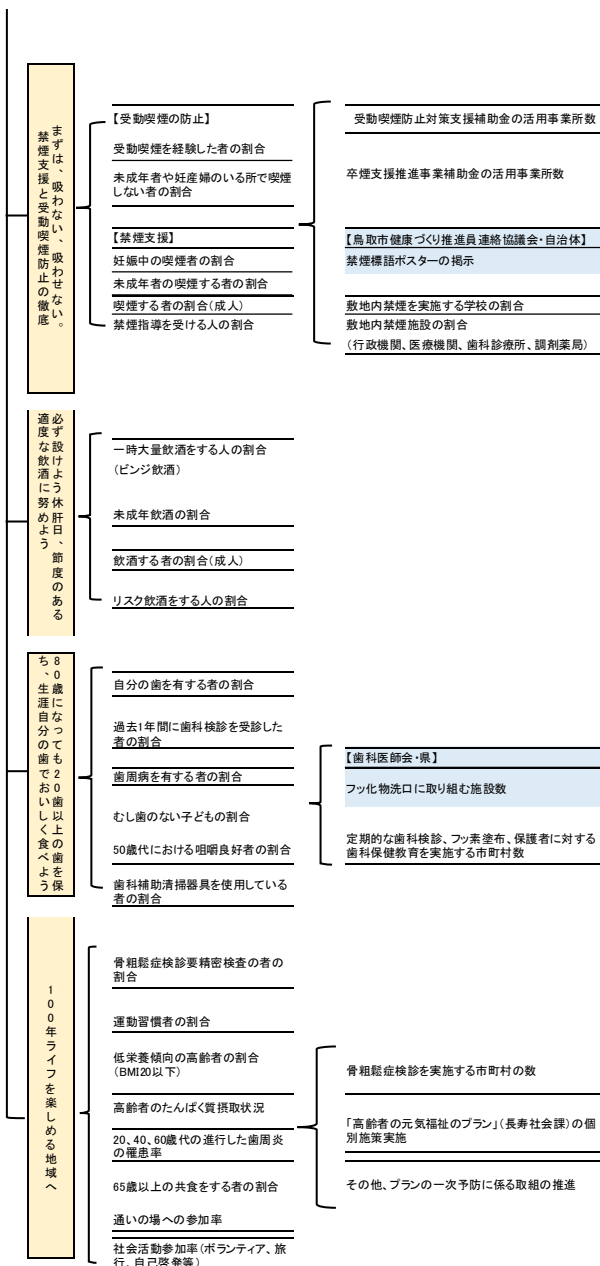 まずは、吸わない、吸わせない。
禁煙支援と受動喫煙防止の徹底
【受動喫煙の防止】
受動喫煙を経験した者の割合
未成年者や妊産婦のいる所で喫煙
しない者の割合
【禁煙支援】
妊娠中の喫煙者の割合
未成年者の喫煙する者の割合
喫煙する者の割合(成人)
禁煙指導を受ける人の割合
受動喫煙防止対策支援補助金の活用事業所数
卒煙支援推進事業補助金の活用事業所数
【鳥取市健康づくり推進員連絡協議会・自治体】
禁煙標語ポスターの掲示
敷地内禁煙を実施する学校の割合
敷地内禁煙施設の割合
(行政機関、医療機関、歯科診療所、調剤薬局)
必ず設けよう休肝日、節度のある
適度な飲酒に努めよう
一時大量飲酒をする人の割合
(ビンジ飲酒)
未成年飲酒の割合
飲酒する者の割合(成人)
リスク飲酒をする人の割合
80歳になっても20歯以上の歯を保
ち、生涯自分の歯でおいしく食べよう
自分の歯を有する者の割合
過去1年間に歯科検診を受診した
者の割合
歯周病を有する者の割合
むし歯のない子どもの割合
50歳代における咀嚼良好者の割合
歯科補助清掃器具を使用している
者の割合
【歯科医師会・県】
フッ化物洗口に取り組む施設数
定期的な歯科検診、フッ素塗布、保護者に対する
歯科保健教育を実施する市町村数
100年ライフを楽しめる地域へ
骨粗鬆症検診要精密検査の者の
割合
運動習慣者の割合
低栄養傾向の高齢者の割合
(BMI20以下)
高齢者のたんぱく質摂取状況
20、40、60歳代の進行した歯周炎
の罹患率
65歳以上の共食をする者の割合
通いの場への参加率
社会活動参加率(ボランティア、旅
行、自己啓発等)
骨粗鬆症検診を実施する市町村の数
「高齢者の元気福祉のプラン」(長寿社会課)の個
別施策実施
その他、プランの一次予防に係る取組の推進